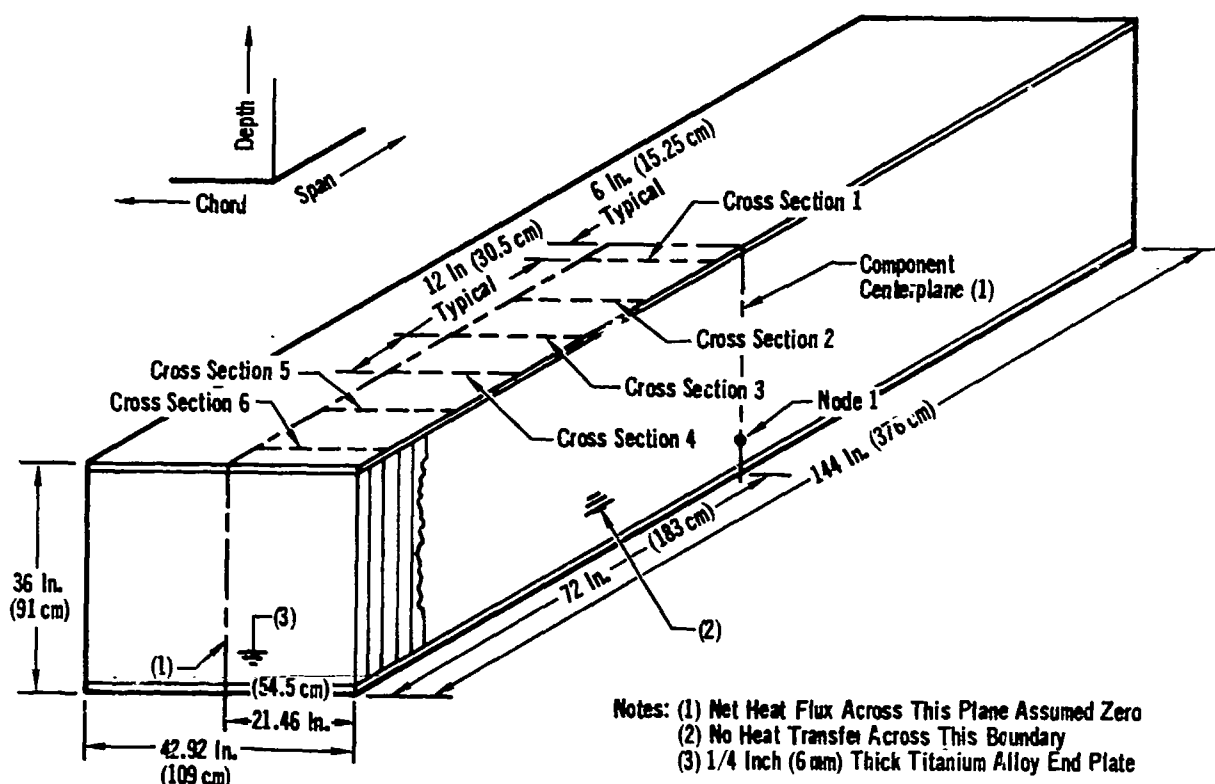 Depth
Chord
Span
6 In. (15.25 cm)
Typical
Cross Section 1
12 In (30.5 cm)
Typical
Component
Centerplane (1)
Cross Section 2
Cross Section 5
Cross Section 3
Cross Section 6
Node 1
Cross Section 4
144 In. (376 cm)
(183 cm)
72 In.
36 In.
(91 cm)
(3)
(2)
(1)
(54.5 cm)
21.46 In.
42.92 In.
(109 cm)
Notes: (1) Net Heat Flux Across This Plane Assumed Zero
(2) No Heat Transfer Across This Boundary
(3) 1/4 Inch (6 mm) Thick Titanium Alloy End Plate